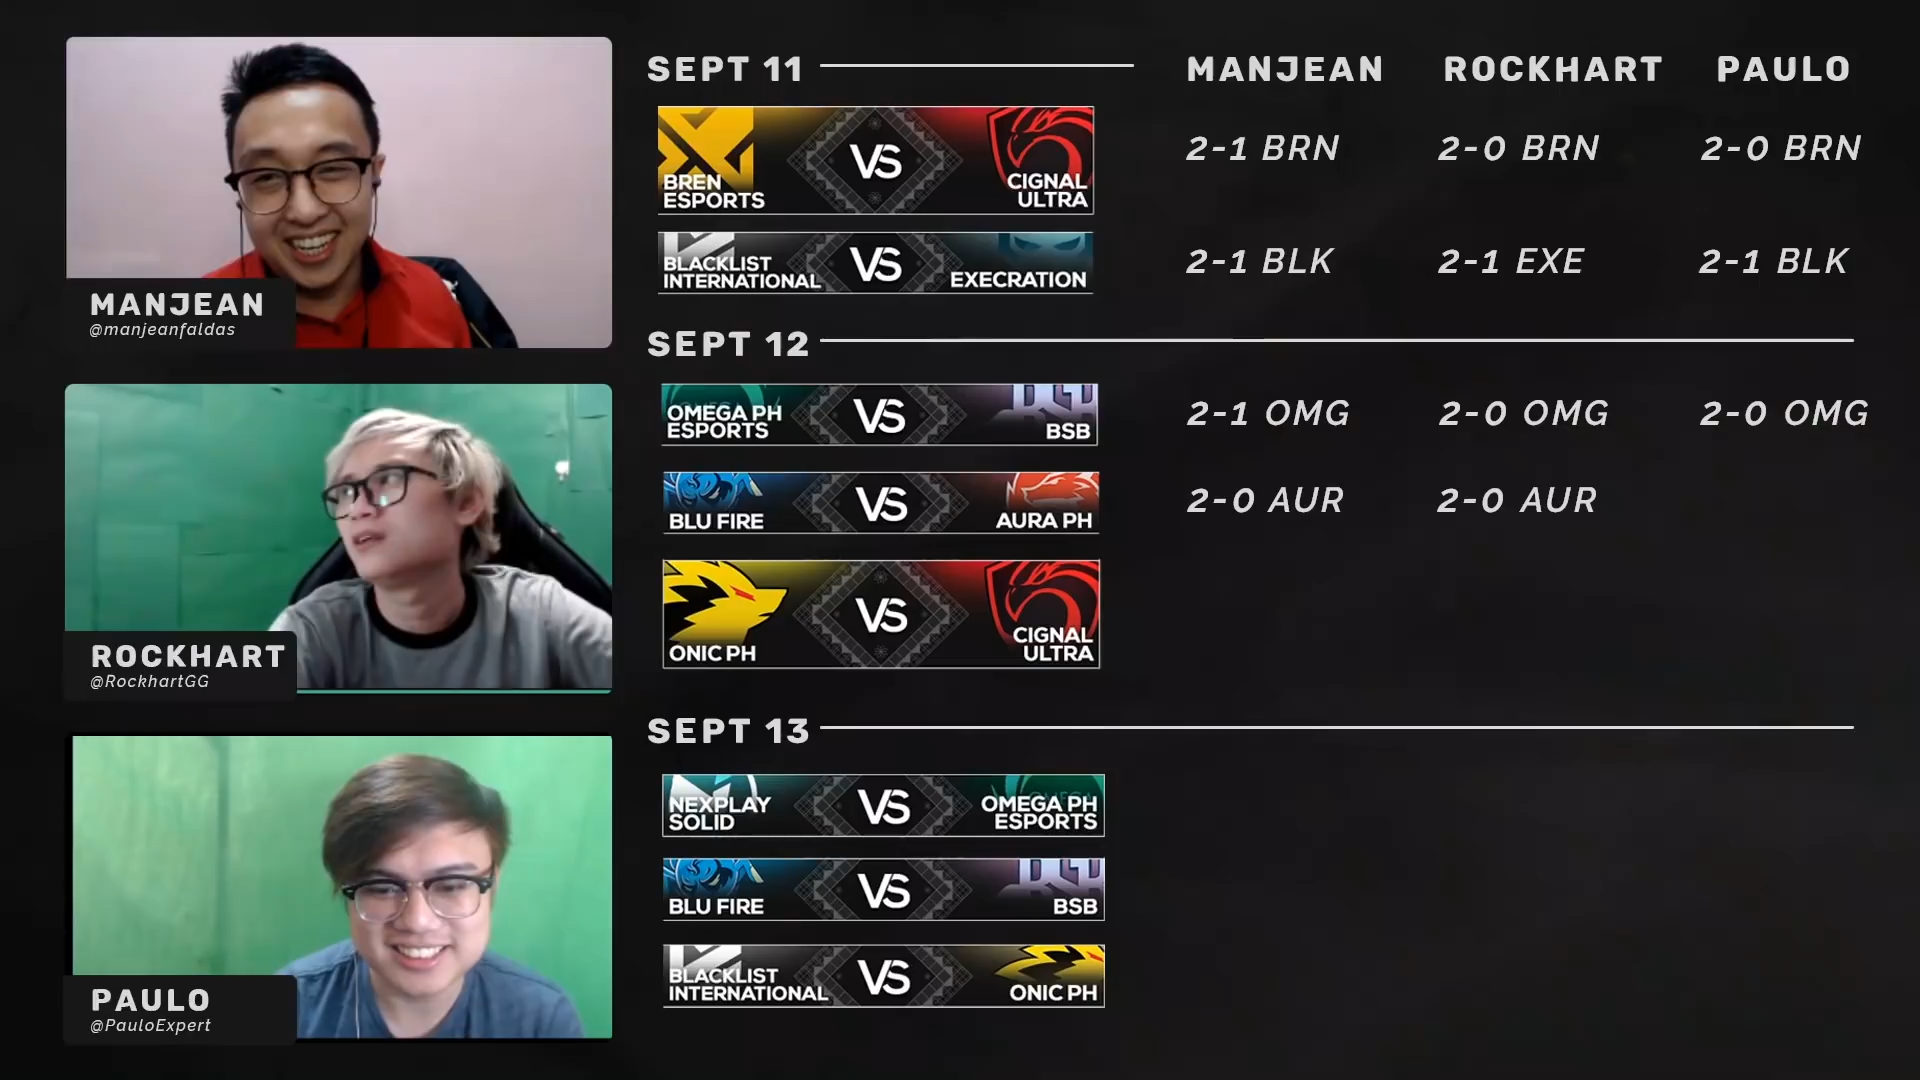 MANJEAN
@manjeanfaldas
ROCKHART
@RockhartGG
PAULO
@PauloExpert
SEPT 11
MANJEAN ROCKHART PAULO
BREN
ESPORTS
VS
CIGNAL
ULTRA
2-1 BRN 2-0 BRN 2-0 BRN
BLACKLIST
INTERNATIONAL
VS
EXECRATION
2-1 BLK 2-1 EXE 2-1 BLK
SEPT 12
OMEGA PH
ESPORTS
VS
BSB
2-1 OMG 2-0 OMG 2-0 OMG
BLU FIRE
VS
AURA PH
2-0 AUR 2-0 AUR
ONIC PH
VS
CIGNAL
ULTRA
SEPT 13
NEXPLAY
SOLID
VS
OMEGA PH
ESPORTS
BLU FIRE
VS
BSB
BLACKLIST
INTERNATIONAL
VS
ONIC PH